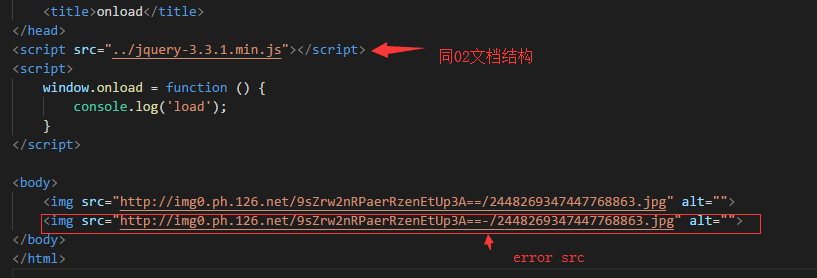 <title>onload</title>
</head>
<script src="../jquery-3.3.1.min.js"></script>
同02文档结构
<script>
window.onload = function () {
console.log('load');
}
</script>
<body>
<img src="http://img0.ph.126.net/9sZrw2nRPaerRzenEtUp3A==/2448269347447768863.jpg" alt="">
<img src="http://img0.ph.126.net/9sZrw2nRPaerRzenEtUp3A==-/2448269347447768863.jpg" alt="">
</body>
error src
</html>